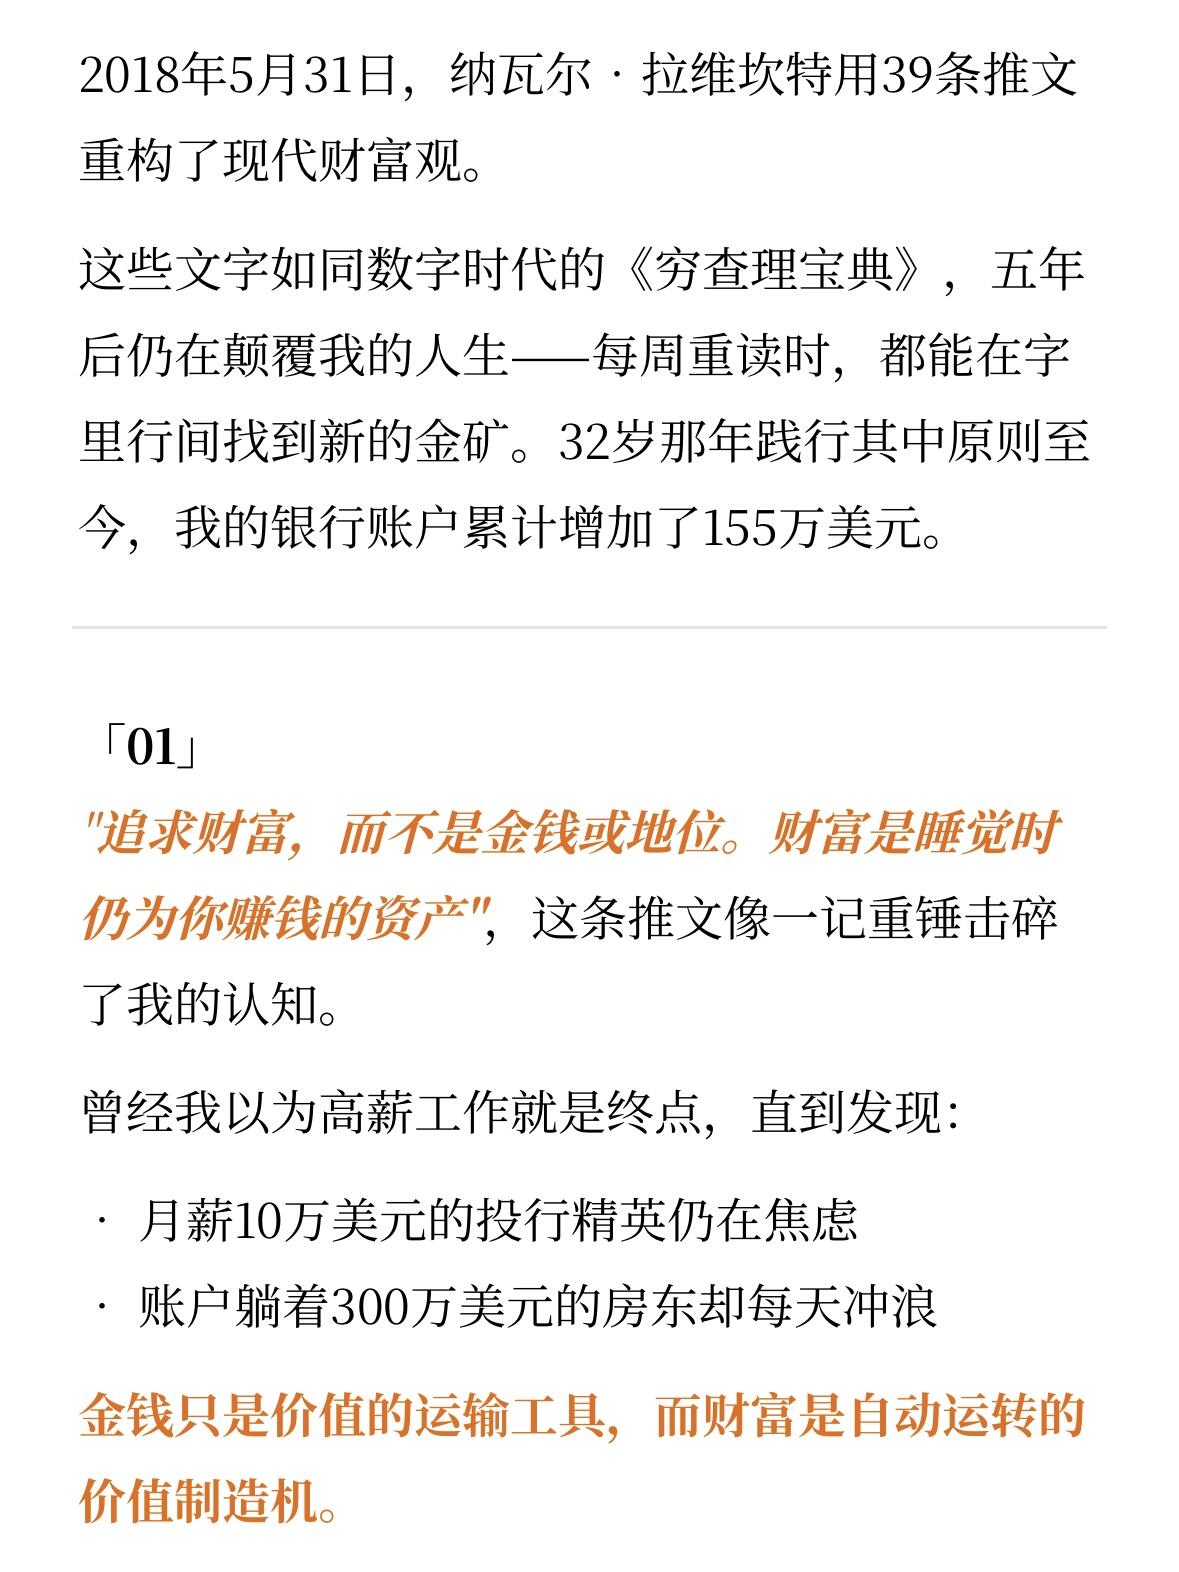 2018年5月31日，纳瓦尔·拉维坎特用39条推文
重构了现代财富观。
这些文字如同数字时代的《穷查理宝典》，五年
后仍在颠覆我的人生——每周重读时，都能在字
里行间找到新的金矿。32岁那年践行其中原则至
今，我的银行账户累计增加了155万美元。
「01」
"追求财富，而不是金钱或地位。财富是睡觉时
仍为你赚钱的资产"，这条推文像一记重锤击碎
了我的认知。
曾经我以为高薪工作就是终点，直到发现：
· 月薪10万美元的投行精英仍在焦虑
· 账户躺着300万美元的房东却每天冲浪
金钱只是价值的运输工具，而财富是自动运转的
价值制造机。